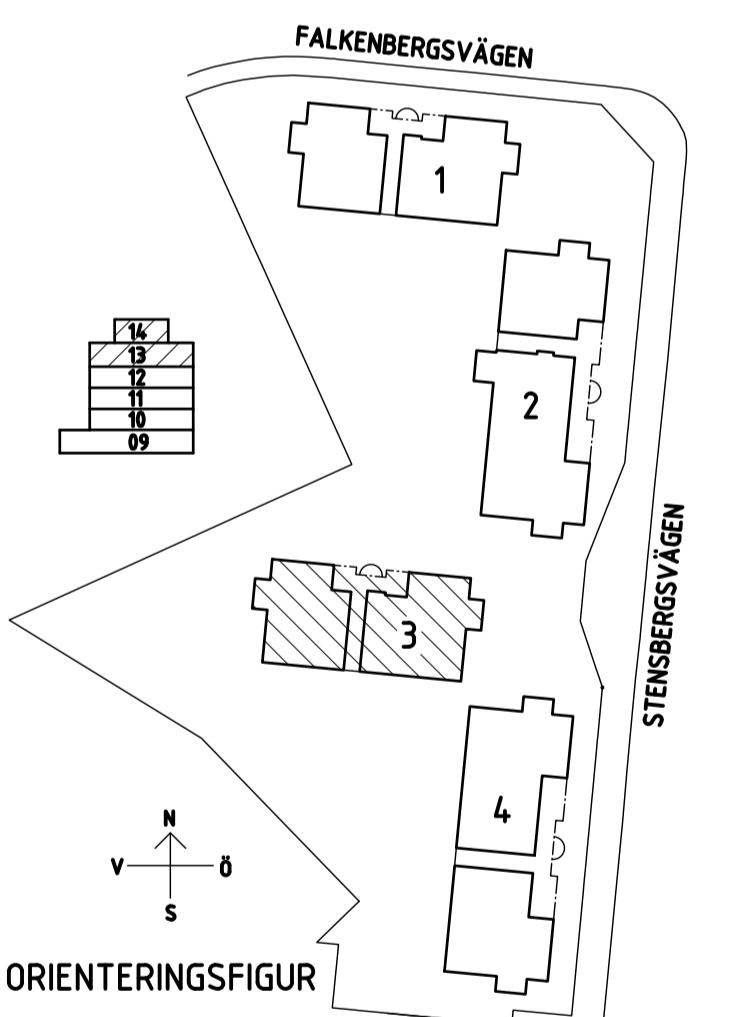 FALKENBERGSVÄGEN
1
14
13
12
11
10
09
2
STENSBERGSVÄGEN
3
4
N
V Ö
S
ORIENTERINGSFIGUR